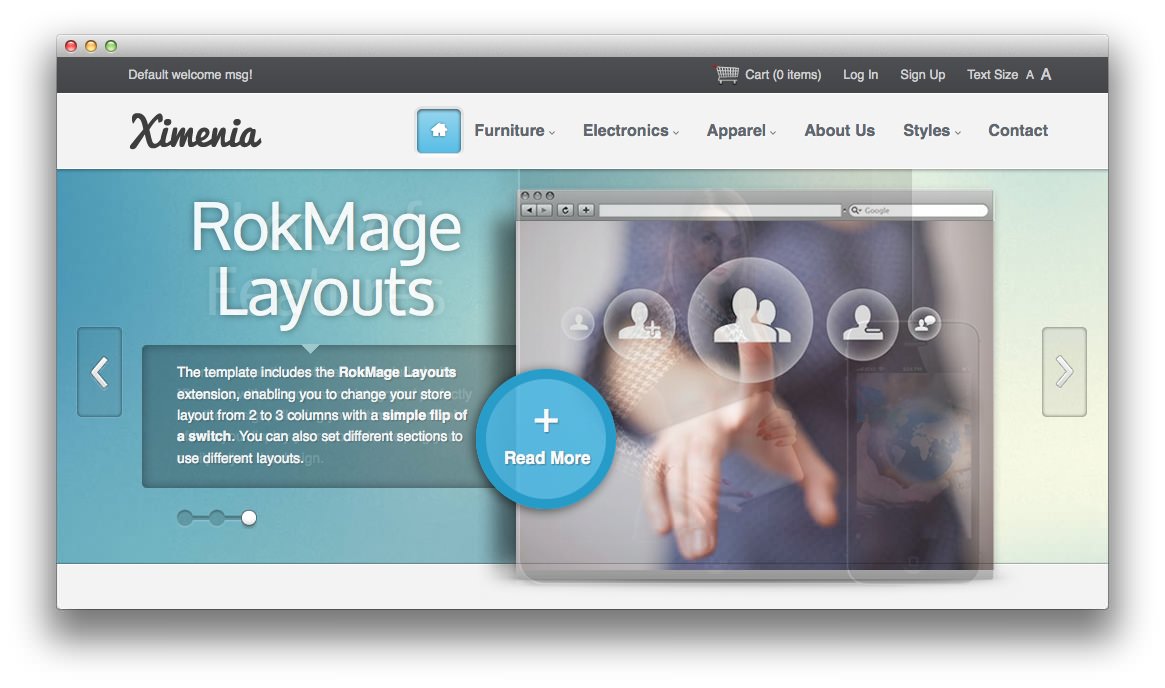 Default welcome msg!
Cart (0 items) Log In Sign Up Text Size A A
Ximenia
Furniture Electronics Apparel About Us Styles Contact
RokMage
Layouts
Google
The template includes the RokMage Layouts
extension, enabling you to change your store
layout from 2 to 3 columns with a simple flip of
a switch. You can also set different sections to
use different layouts.
+
Read More